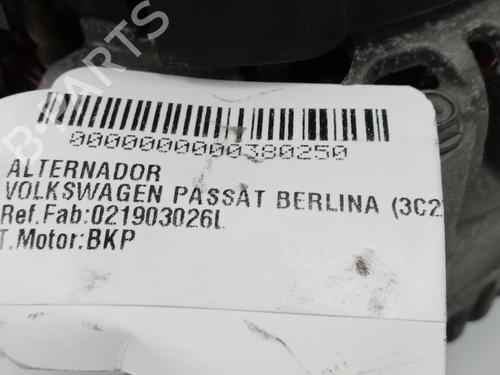 0000000000380250
ALTERNADOR
VOLKSWAGEN PASSAT BERLINA (3C2)
Ref.Fab:021903026L
T.Motor:BKP
B-PARTS